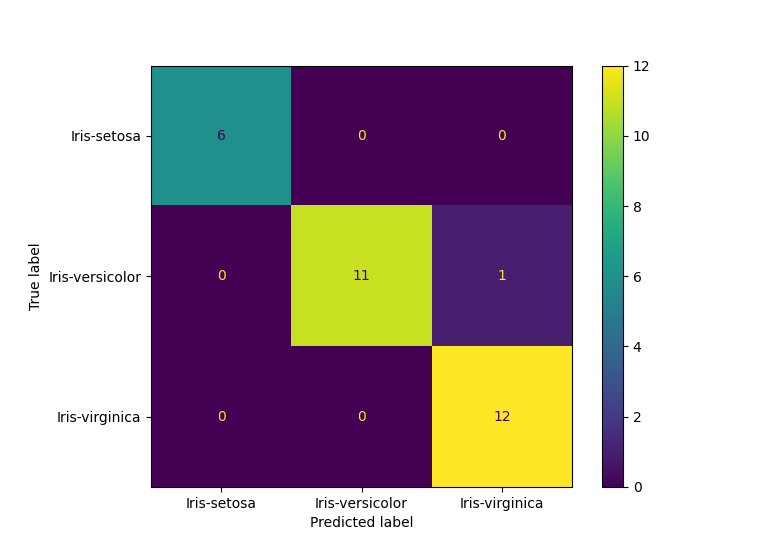 12
Iris-setosa 6 0 0
10
8
True label
Iris-versicolor 0 11 1
6
4
Iris-virginica 0 0 12
2
0
Iris-setosa Iris-versicolor Iris-virginica
Predicted label